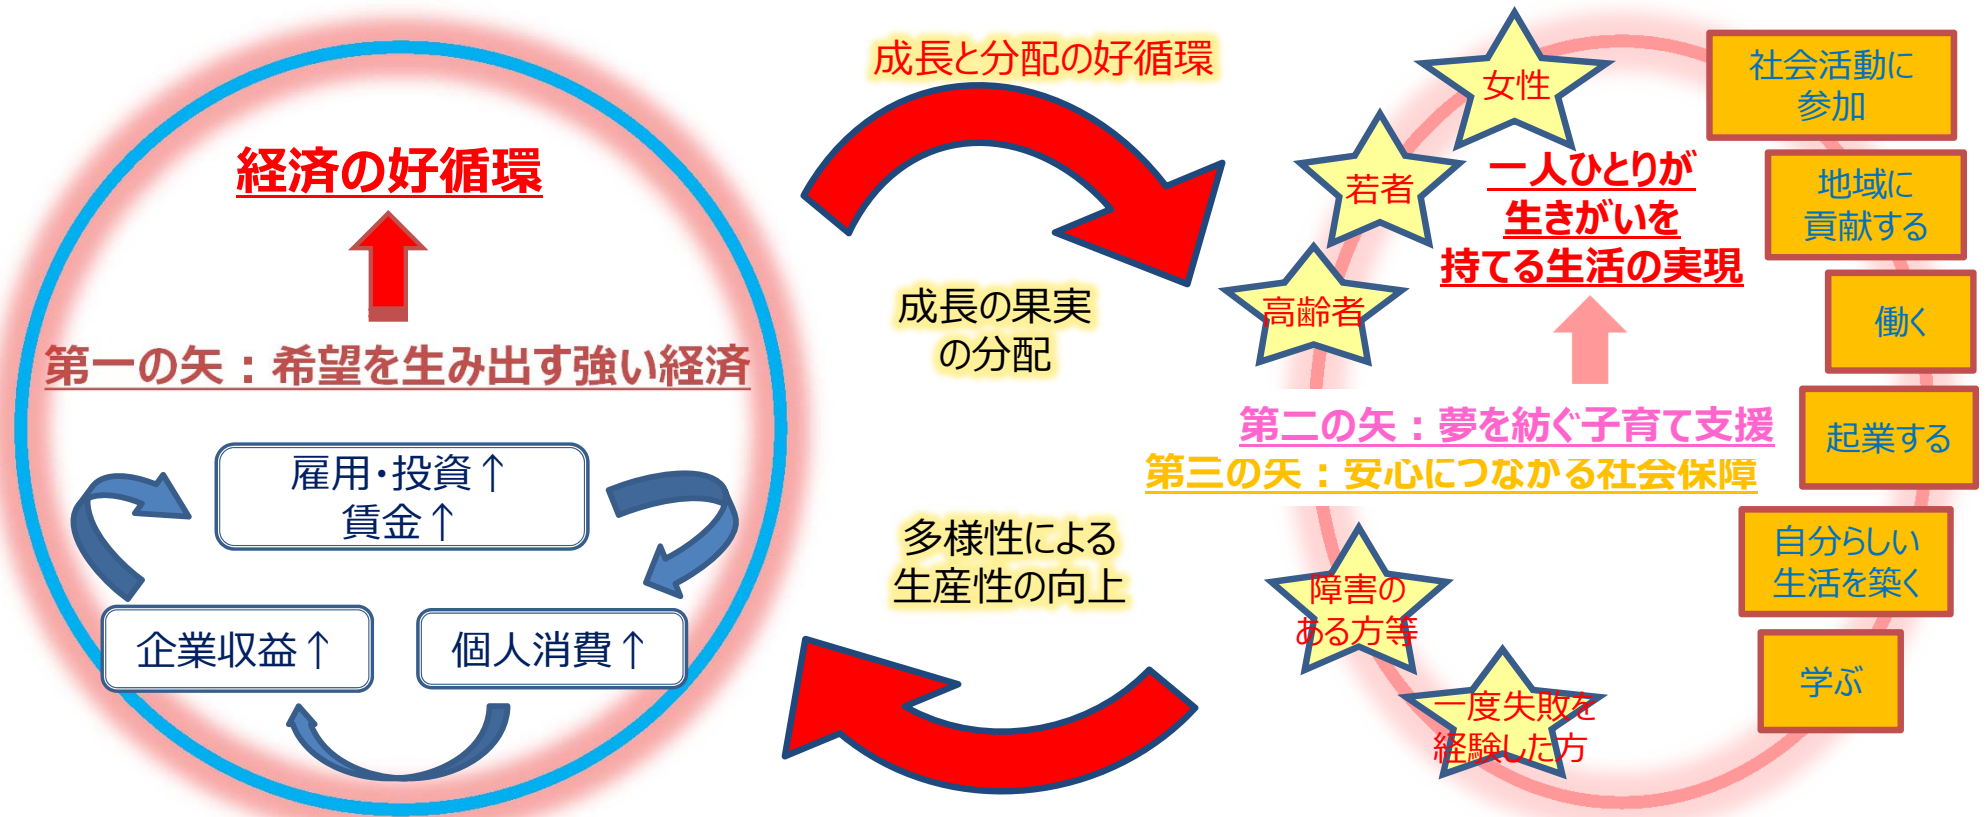 経済の好循環
第一の矢：希望を生み出す強い経済
雇用・投資↑
賃金↑
企業収益↑
個人消費↑
成長と分配の好循環
成長の果実
の分配
多様性による
生産性の向上
女性
若者
高齢者
一人ひとりが
生きがいを
持てる生活の実現
第二の矢：夢を紡ぐ子育て支援
第三の矢：安心につながる社会保障
障害の
ある方等
一度失敗を
経験した方
社会活動に
参加
地域に
貢献する
働く
起業する
自分らしい
生活を築く
学ぶ